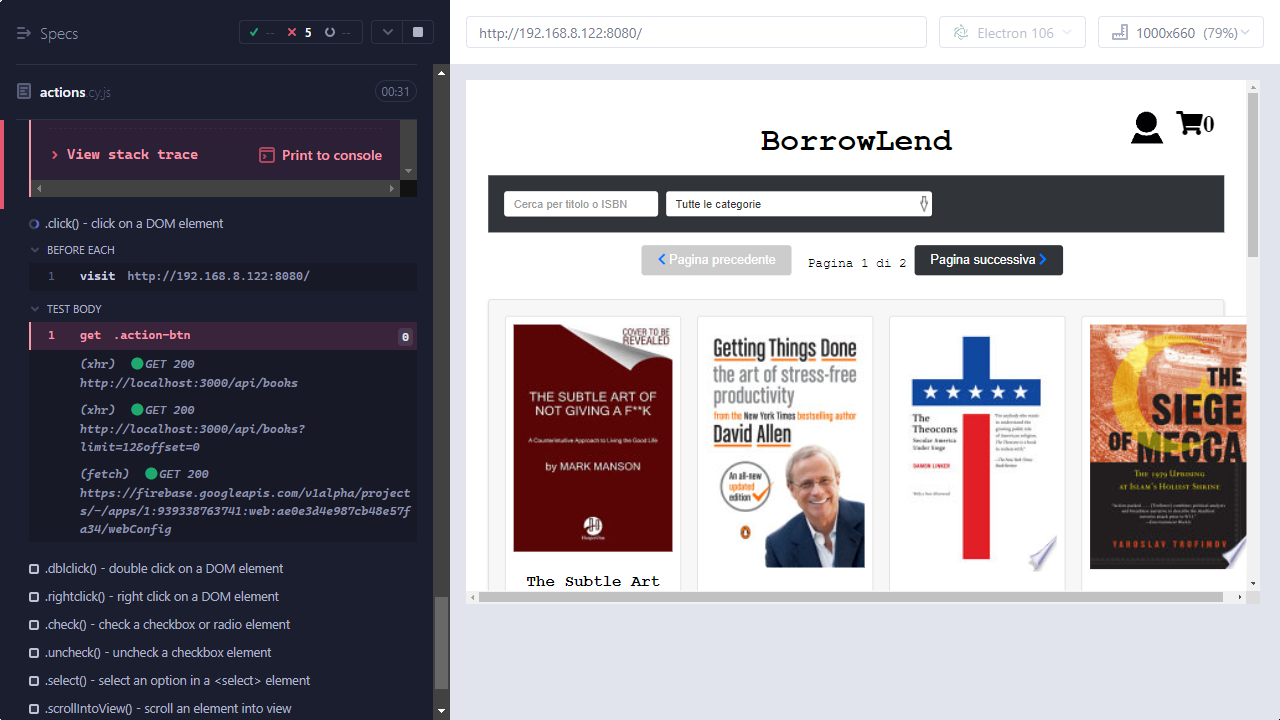 Specs
-- 5 --
actions cy.js
00:31
View stack trace
Print to console
.click() - click on a DOM element
BEFORE EACH
1 visit http://192.168.8.122:8080/
TEST BODY
1 get .action-btn 0
(xhr) GET 200
http://localhost:3000/api/books
(xhr) GET 200
http://localhost:3000/api/books?
limit=12&offset=0
(fetch) GET 200
https://firebase.googleapis.com/v1alpha/project
s/-/apps/1:939338763741:web:ae0e3d4e987cb48e57f
a34/webConfig
.dblclick() - double click on a DOM element
.rightclick() - right click on a DOM element
.check() - check a checkbox or radio element
.uncheck() - uncheck a checkbox element
.select() - select an option in a <select> element
.scrollIntoView() - scroll an element into view
http://192.168.8.122:8080/
Electron 106
1000x660 (79%)
BorrowLend
0
Cerca per titolo o ISBN
Tutte le categorie
Pagina precedente
Pagina 1 di 2
Pagina successiva
COVER TO BE
REVEALED
THE SUBTLE ART OF
NOT GIVING A F**K
A Counterintuitive Approach to Living the Good Life
by MARK MANSON
The Subtle Art
Getting Things Done
the art of stress-free
productivity
from the New York Times bestselling author
David Allen
An all-new
updated
edition
The
Theocons
Secular America
Under Siege
DAMON LINKER
With a New Afterword
THE
SIEGE
OF MECCA
THE 1979 UPRISING
AT ISLAM'S HOLIEST SHRINE
YAROSLAV TROFIMOV